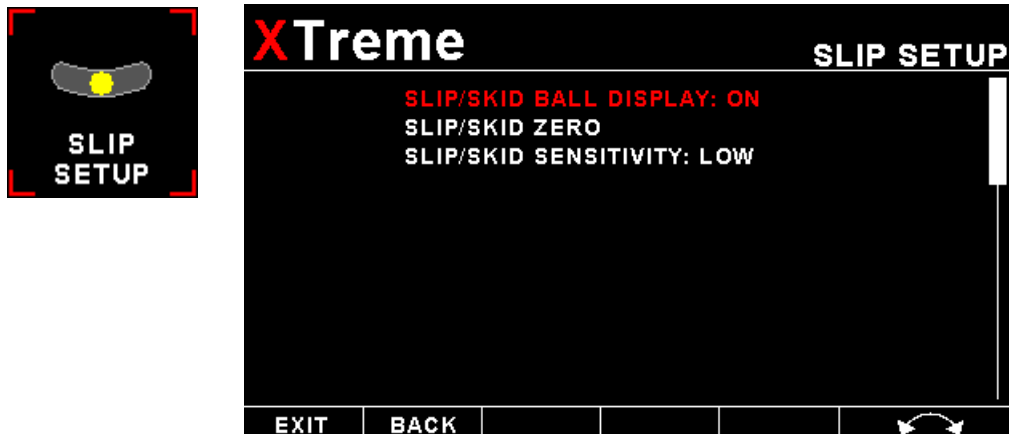 SLIP
SETUP
XTreme
SLIP SETUP
SLIP/SKID BALL DISPLAY: ON
SLIP/SKID ZERO
SLIP/SKID SENSITIVITY: LOW
EXIT BACK